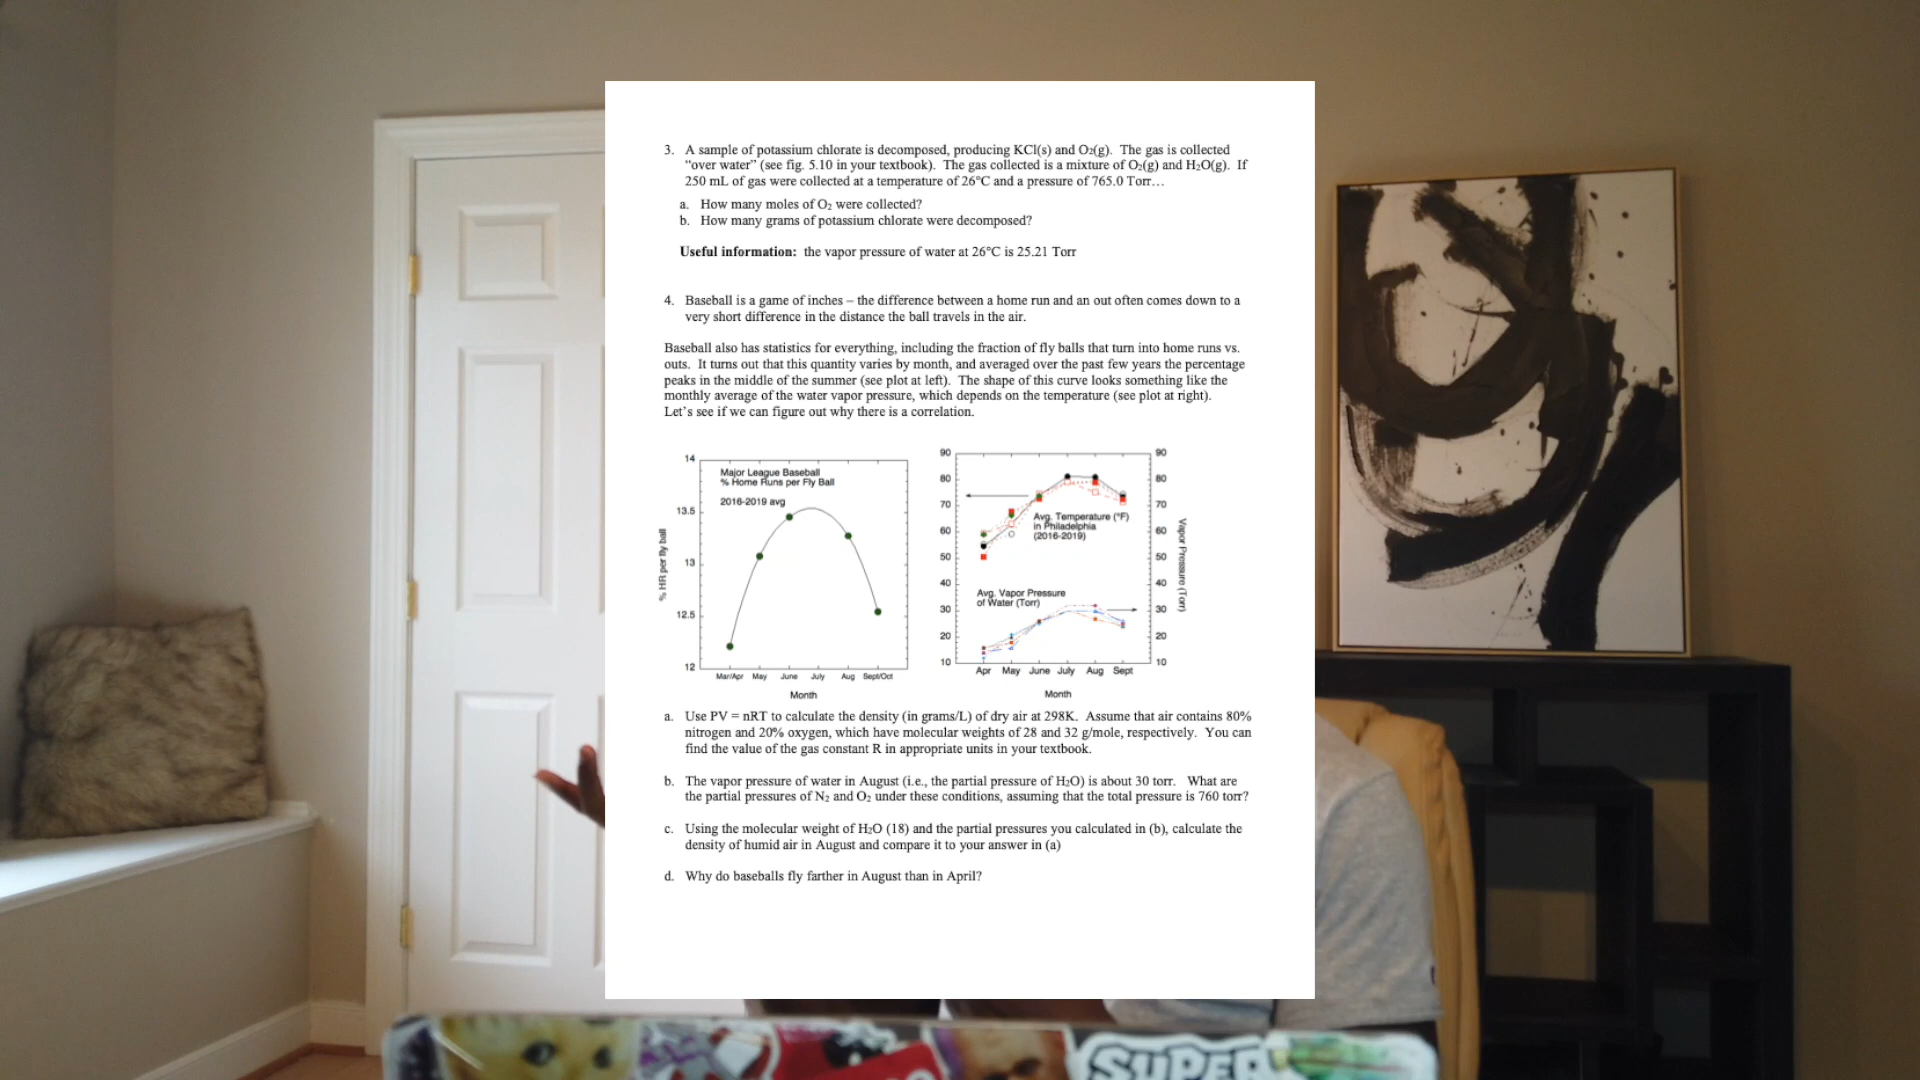 3. A sample of potassium chlorate is decomposed, producing KCl(s) and O₂(g). The gas is collected
"over water" (see fig. 5.10 in your textbook). The gas collected is a mixture of O₂(g) and H₂O(g). If
250 mL of gas were collected at a temperature of 26°C and a pressure of 765.0 Torr…
a. How many moles of O₂ were collected?
b. How many grams of potassium chlorate were decomposed?
Useful information: the vapor pressure of water at 26°C is 25.21 Torr
4. Baseball is a game of inches – the difference between a home run and an out often comes down to a
very short difference in the distance the ball travels in the air.
Baseball also has statistics for everything, including the fraction of fly balls that turn into home runs vs.
outs. It turns out that this quantity varies by month, and averaged over the past few years the percentage
peaks in the middle of the summer (see plot at left). The shape of this curve looks something like the
monthly average of the water vapor pressure, which depends on the temperature (see plot at right).
Let's see if we can figure out why there is a correlation.
14
13.5
13
12.5
12
% HR per fly ball
Major League Baseball
% Home Runs per Fly Ball
2016-2019 avg
Mar/Apr May June July Aug Sept/Oct
Month
90
80
70
60
50
40
30
20
10
Avg. Temperature (°F)
in Philadelphia
(2016-2019)
Avg. Vapor Pressure
of Water (Torr)
90
80
70
60
50
40
30
20
10
Vapor Pressure (Torr)
Apr May June July Aug Sept
Month
a. Use PV = nRT to calculate the density (in grams/L) of dry air at 298K. Assume that air contains 80%
nitrogen and 20% oxygen, which have molecular weights of 28 and 32 g/mole, respectively. You can
find the value of the gas constant R in appropriate units in your textbook.
b. The vapor pressure of water in August (i.e., the partial pressure of H₂O) is about 30 torr. What are
the partial pressures of N₂ and O₂ under these conditions, assuming that the total pressure is 760 torr?
c. Using the molecular weight of H₂O (18) and the partial pressures you calculated in (b), calculate the
density of humid air in August and compare it to your answer in (a)
d. Why do baseballs fly farther in August than in April?
SUPER